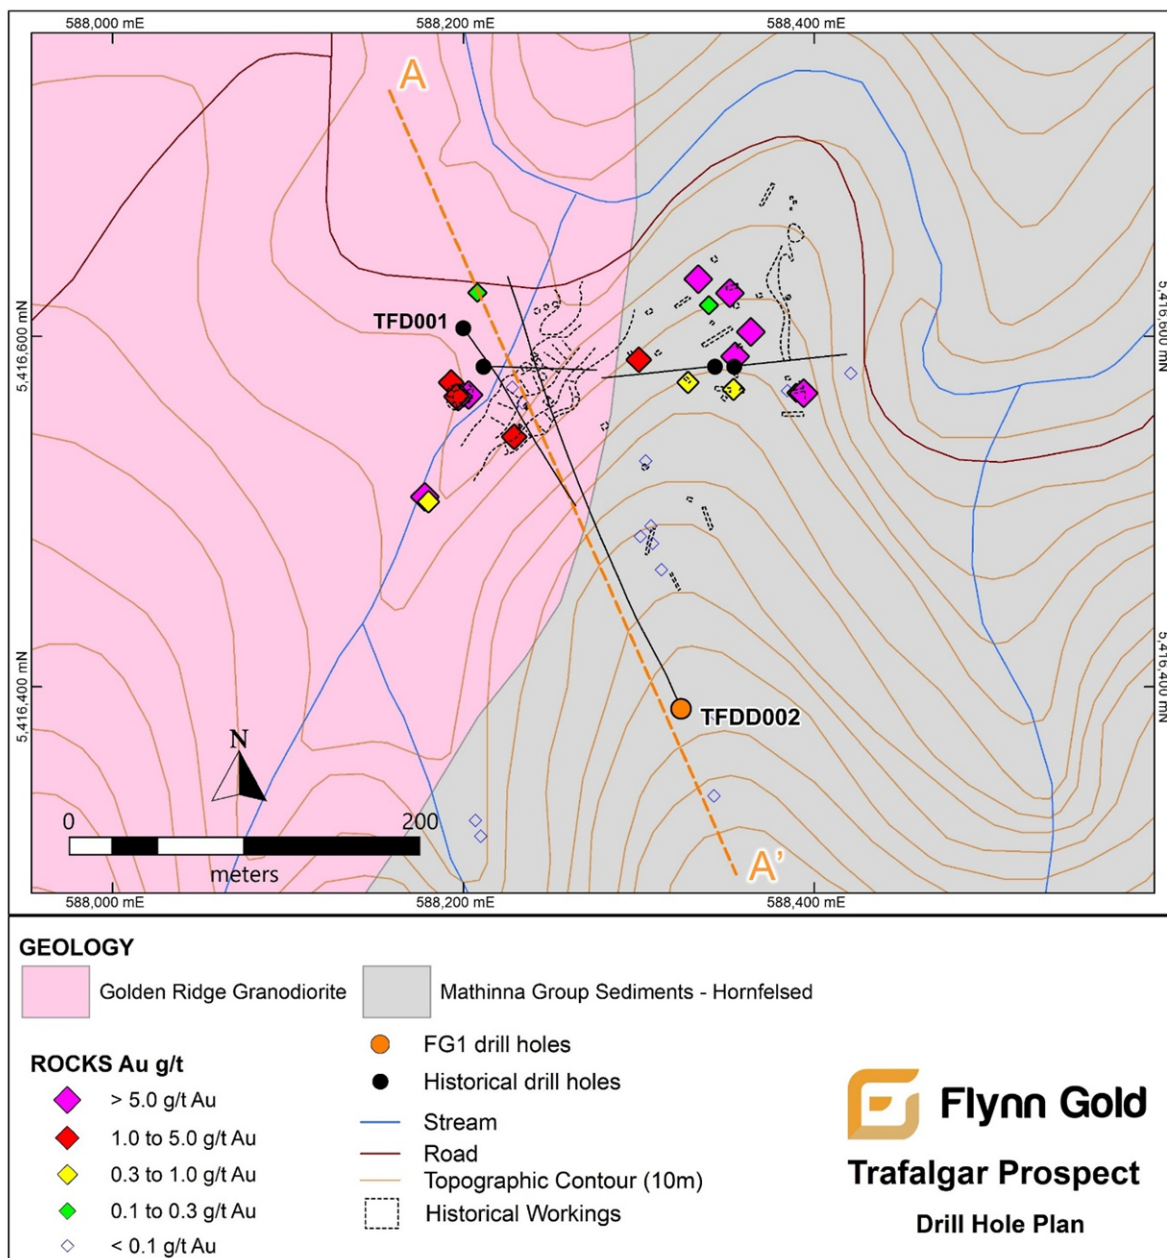 588,000 mE
588,200 mE
588,400 mE
A
TFD001
5,416,600 mN
5,416,600 mN
5,416,400 mN
5,416,400 mN
TFDD002
N
0
200
meters
A'
588,000 mE
588,200 mE
588,400 mE
GEOLOGY
Golden Ridge Granodiorite
Mathinna Group Sediments - Hornfelsed
ROCKS Au g/t
> 5.0 g/t Au
1.0 to 5.0 g/t Au
0.3 to 1.0 g/t Au
0.1 to 0.3 g/t Au
< 0.1 g/t Au
FG1 drill holes
Historical drill holes
Stream
Road
Topographic Contour (10m)
Historical Workings
Flynn Gold
Trafalgar Prospect
Drill Hole Plan